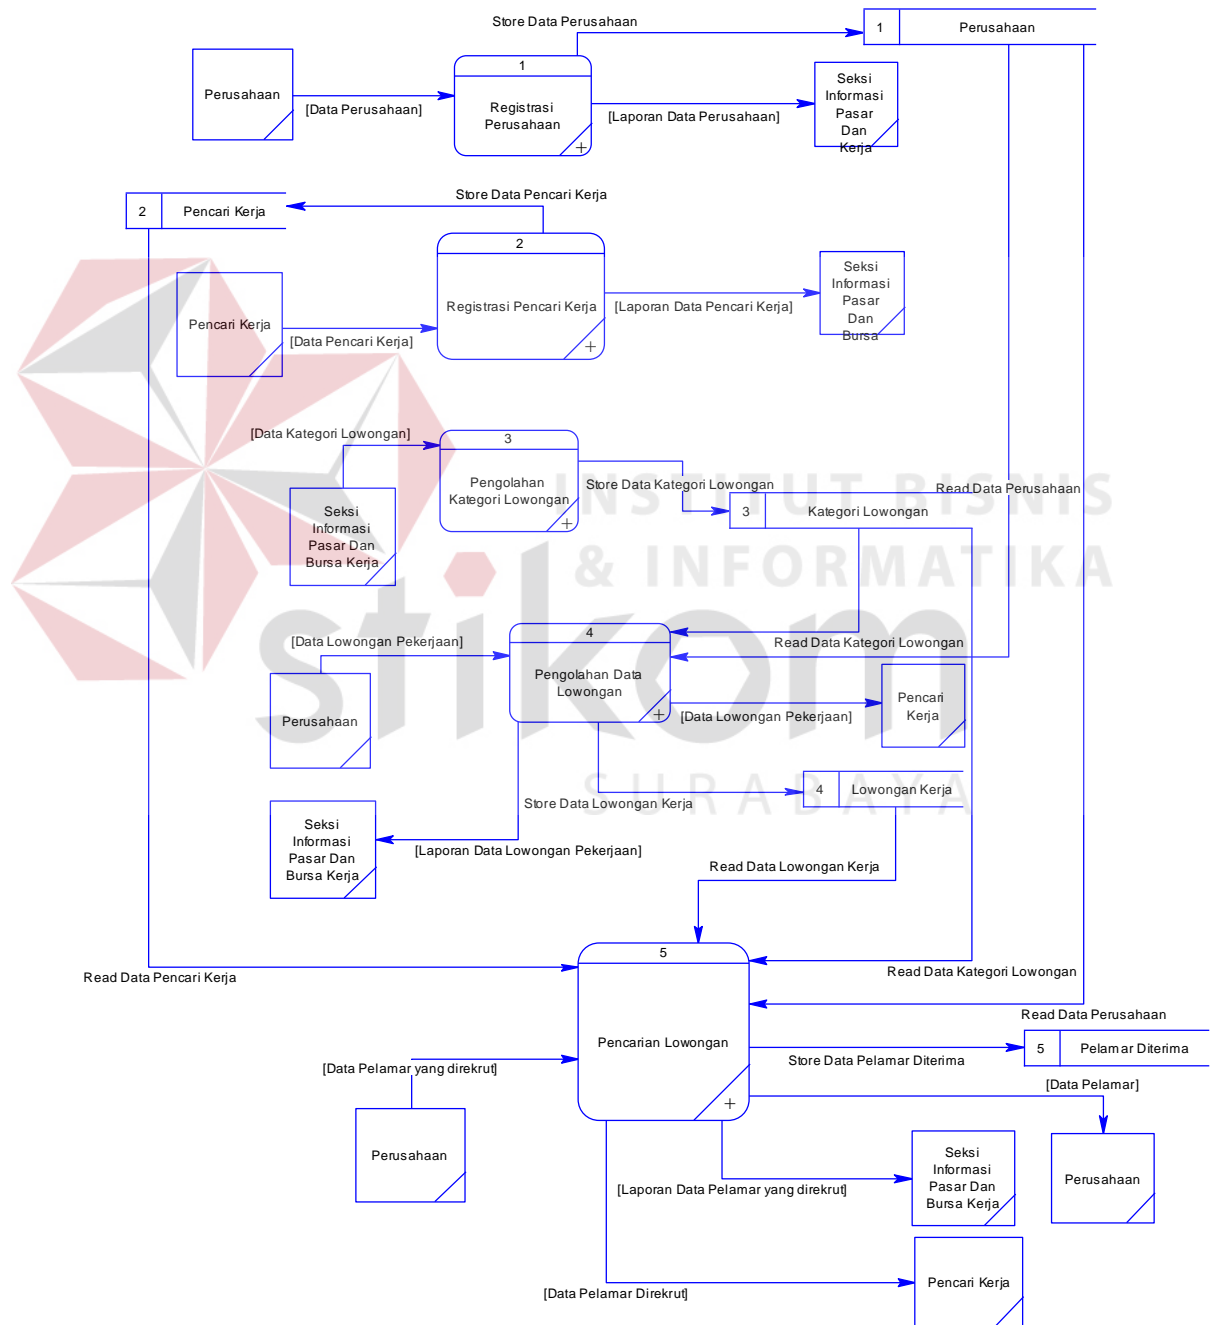 Store Data Perusahaan
1
Perusahaan
Perusahaan
[Data Perusahaan]
1
Registrasi
Perusahaan
[Laporan Data Perusahaan]
Seksi
Informasi
Pasar
Dan
Kerja
2
Pencari Kerja
Store Data Pencari Kerja
2
Registrasi Pencari Kerja
Pencari Kerja
[Data Pencari Kerja]
[Laporan Data Pencari Kerja]
Seksi
Informasi
Pasar
Dan
Bursa
[Data Kategori Lowongan]
3
Pengolahan
Kategori Lowongan
Seksi
Informasi
Pasar Dan
Bursa Kerja
Store Data Kategori Lowongan
3
Kategori Lowongan
Read Data Perusahaan
INSTITUT BISNIS
& INFORMATIKA
stikom
SURABAYA
[Data Lowongan Pekerjaan]
4
Pengolahan Data
Lowongan
Read Data Kategori Lowongan
Perusahaan
[Data Lowongan Pekerjaan]
Pencari
Kerja
Store Data Lowongan Kerja
4
Lowongan Kerja
Seksi
Informasi
Pasar Dan
Bursa Kerja
[Laporan Data Lowongan Pekerjaan]
Read Data Lowongan Kerja
5
Pencarian Lowongan
Read Data Pencari Kerja
Read Data Kategori Lowongan
Read Data Perusahaan
[Data Pelamar yang direkrut]
Perusahaan
Store Data Pelamar Diterima
5
Pelamar Diterima
[Data Pelamar]
Perusahaan
[Laporan Data Pelamar yang direkrut]
Seksi
Informasi
Pasar Dan
Bursa Kerja
[Data Pelamar Direkrut]
Pencari Kerja